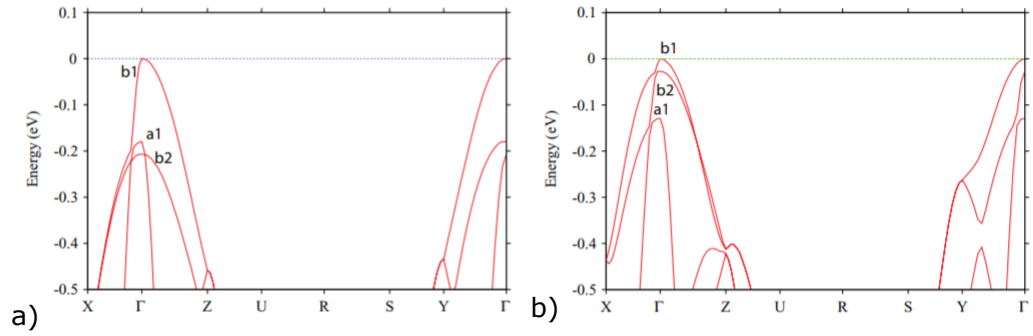 0.1
0
-0.1
-0.2
-0.3
-0.4
-0.5
Energy (eV)
b1
a1
b2
X Γ Z U R S Y Γ
a)
0.1
0
-0.1
-0.2
-0.3
-0.4
-0.5
Energy (eV)
b1
b2
a1
X Γ Z U R S Y Γ
b)